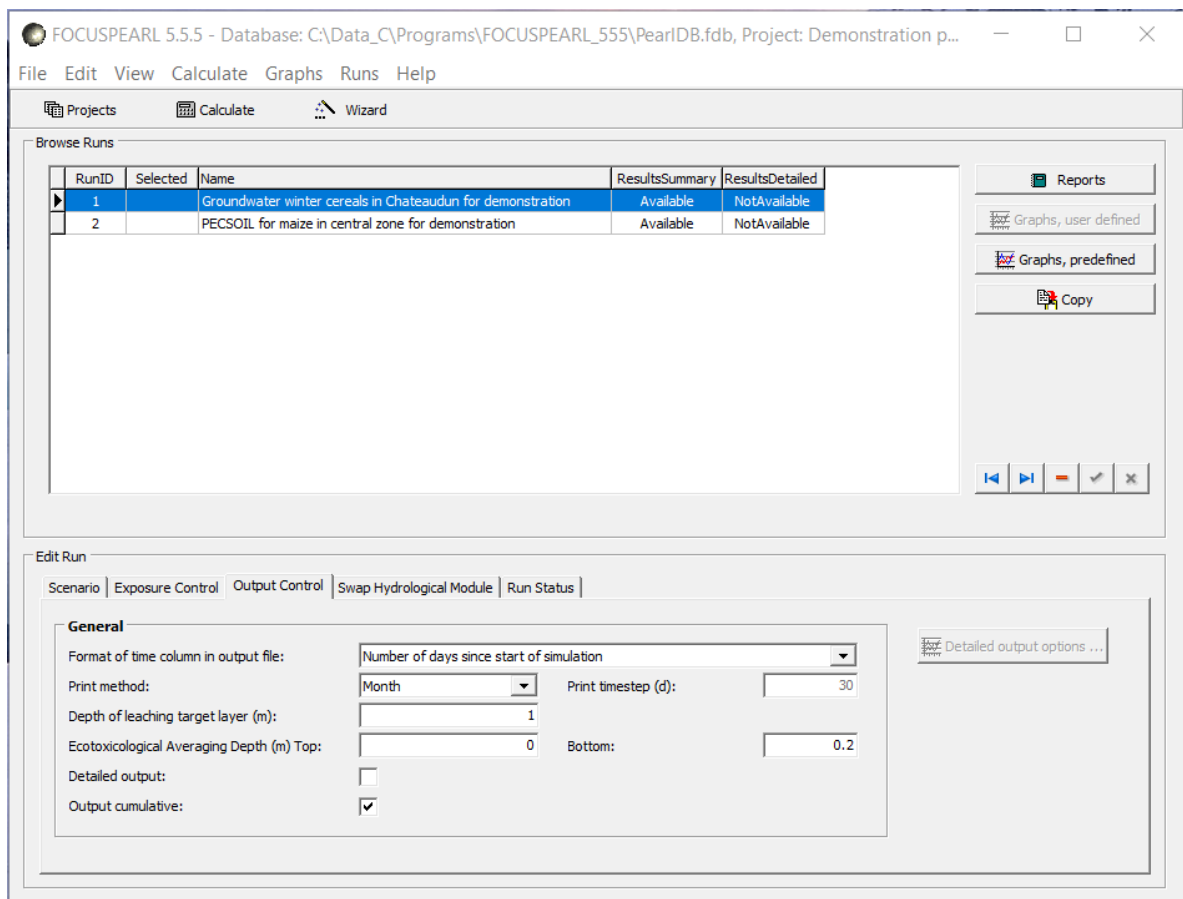 FOCUSPEARL 5.5.5 - Database: C:\Data_C\Programs\FOCUSPEARL_555\PearlDB.fdb, Project: Demonstration p...
File Edit View Calculate Graphs Runs Help
Projects Calculate Wizard
Browse Runs
RunID Selected Name ResultsSummary ResultsDetailed
1 Groundwater winter cereals in Chateaudun for demonstration Available NotAvailable
2 PECSOIL for maize in central zone for demonstration Available NotAvailable
Reports
Graphs, user defined
Graphs, predefined
Copy
Edit Run
Scenario Exposure Control Output Control Swap Hydrological Module Run Status
General
Format of time column in output file: Number of days since start of simulation
Detailed output options ...
Print method: Month Print timestep (d): 30
Depth of leaching target layer (m): 1
Ecotoxicological Averaging Depth (m) Top: 0 Bottom: 0.2
Detailed output:
Output cumulative: